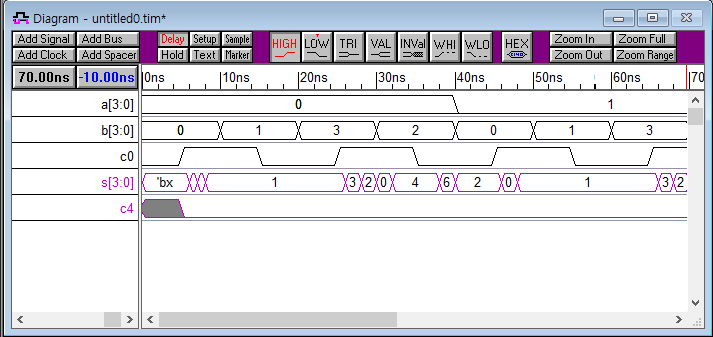 Diagram - untitled0.tim*
Add Signal Add Bus Delay Setup Sample HIGH LOW TRI VAL INVal WHI WLO HEX Zoom In Zoom Full
Add Clock Add Spacer Hold Text Marker Zoom Out Zoom Range
70.00ns -10.00ns 0ns 10ns 20ns 30ns 40ns 50ns 60ns 70
a[3:0] 0 1
b[3:0] 0 1 3 2 0 1 3
c0
s[3:0] 'bx 1 3 2 0 4 6 2 0 1 3 2
c4